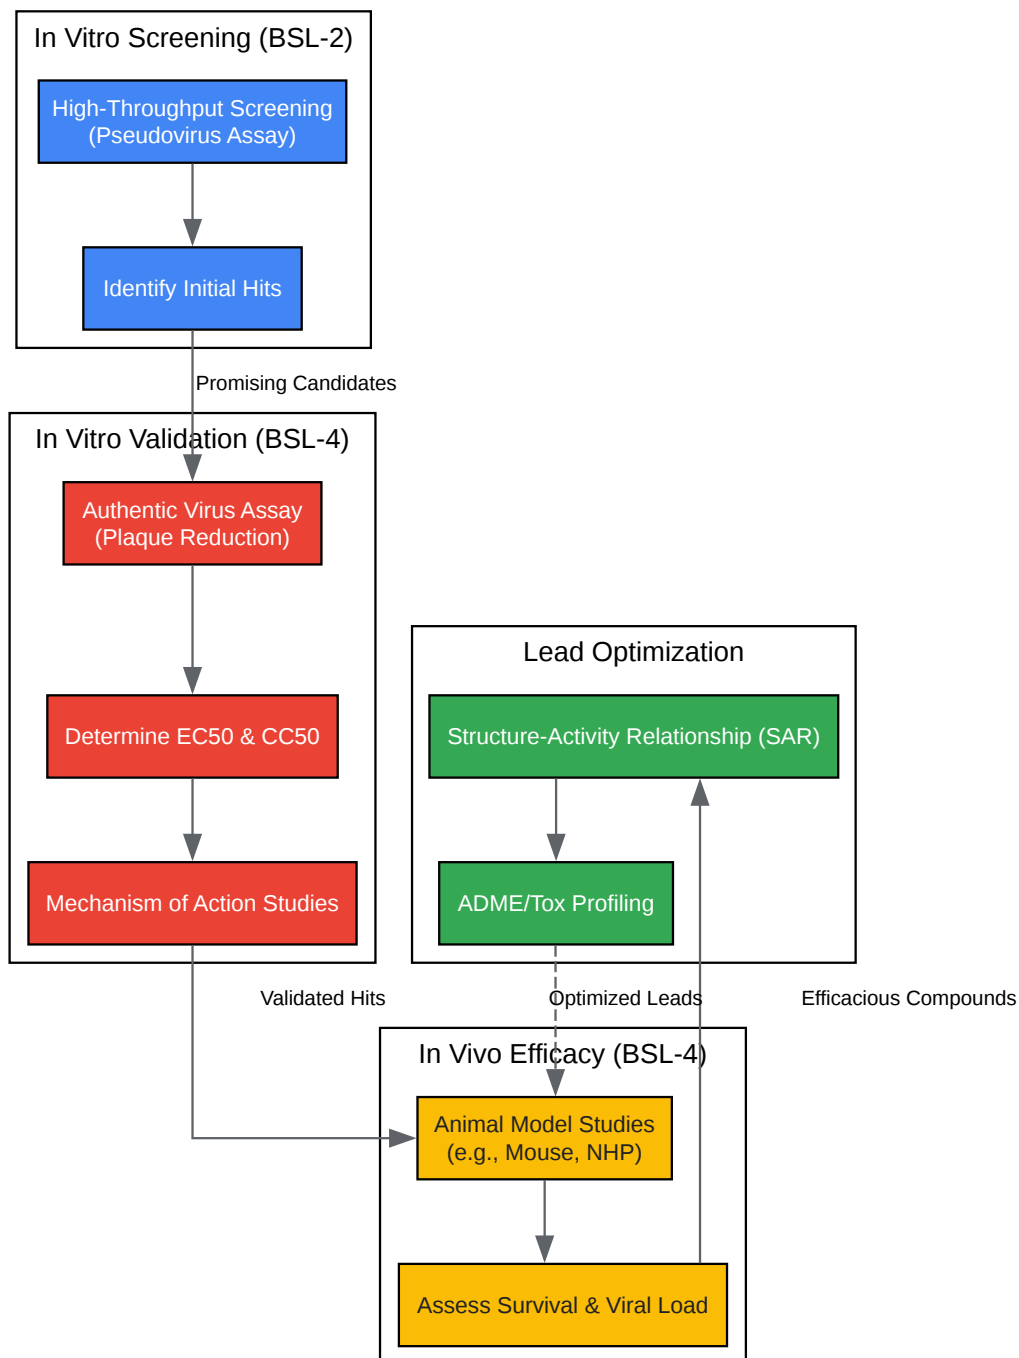 In Vitro Screening (BSL-2)
High-Throughput Screening
(Pseudovirus Assay)
Identify Initial Hits
Promising Candidates
In Vitro Validation (BSL-4)
Authentic Virus Assay
(Plaque Reduction)
Determine EC50 & CC50
Mechanism of Action Studies
Validated Hits
Lead Optimization
Structure-Activity Relationship (SAR)
ADME/Tox Profiling
Optimized Leads
Efficacious Compounds
In Vivo Efficacy (BSL-4)
Animal Model Studies
(e.g., Mouse, NHP)
Assess Survival & Viral Load